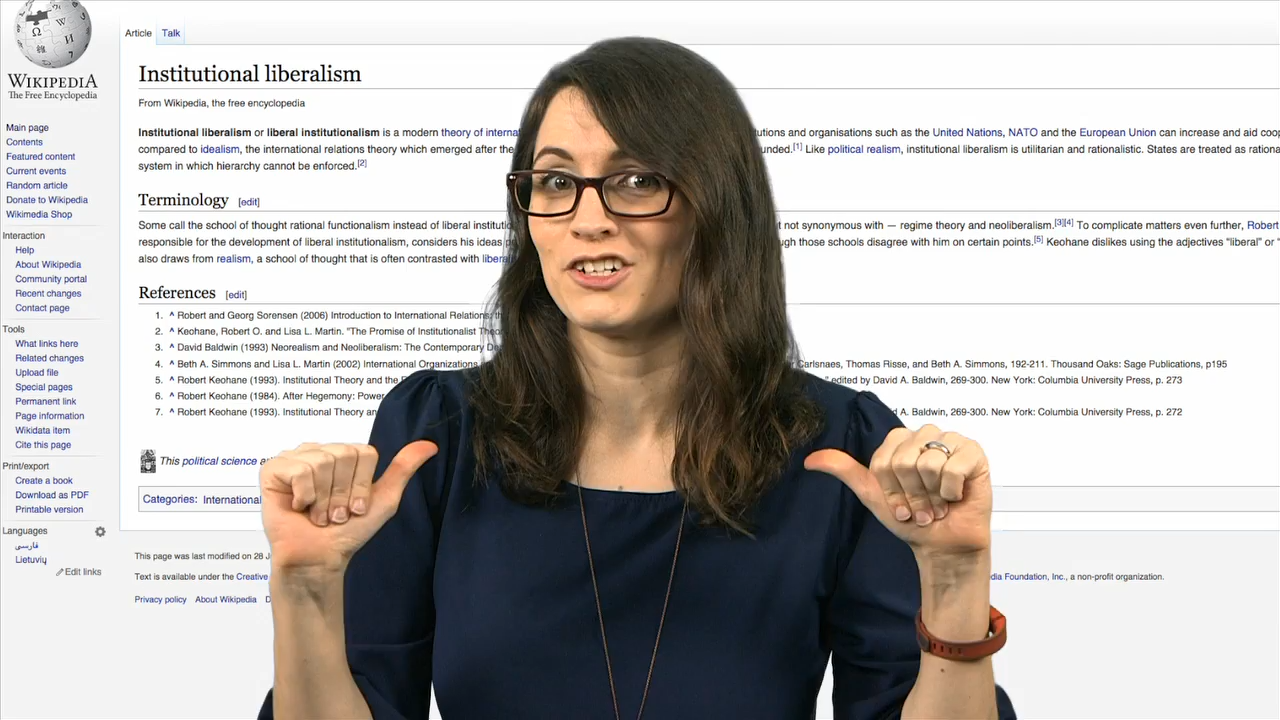 WIKIPEDIA
The Free Encyclopedia
Main page
Contents
Featured content
Current events
Random article
Donate to Wikipedia
Wikimedia Shop
Interaction
Help
About Wikipedia
Community portal
Recent changes
Contact page
Tools
What links here
Related changes
Upload file
Special pages
Permanent link
Page information
Wikidata item
Cite this page
Print/export
Create a book
Download as PDF
Printable version
Languages
فارسی
Lietuvių
Edit links
Article Talk
Institutional liberalism
From Wikipedia, the free encyclopedia
Institutional liberalism or liberal institutionalism is a modern theory of and organisations such as the United Nations, NATO and the European Union can increase and aid
compared to idealism, the international relations theory which emerged after the [1] Like political realism, institutional liberalism is utilitarian and rationalistic. States are treated as
system in which hierarchy cannot be enforced.[2]
Terminology [edit]
Some call the school of thought rational functionalism instead of liberal not synonymous with — regime theory and neoliberalism.[3][4] To complicate matters even further, Robert
responsible for the development of liberal institutionalism, considers his ideas those schools disagree with him on certain points.[5] Keohane dislikes using the adjectives "liberal" or "
also draws from realism, a school of thought that is often contrasted with
References [edit]
1. ^ Robert and Georg Sorensen (2006) Introduction to International Relations:
2. ^ Keohane, Robert O. and Lisa L. Martin. "The Promise of Institutionalist
3. ^ David Baldwin (1993) Neorealism and Neoliberalism: The Contemporary
4. ^ Beth A. Simmons and Lisa L. Martin (2002) International Organizations Carlsnaes, Thomas Risse, and Beth A. Simmons, 192-211. Thousand Oaks: Sage Publications, p195
5. ^ Robert Keohane (1993). Institutional Theory and the " edited by David A. Baldwin, 269-300. New York: Columbia University Press, p. 273
6. ^ Robert Keohane (1984). After Hegemony: Power
7. ^ Robert Keohane (1993). Institutional Theory and A. Baldwin, 269-300. New York: Columbia University Press, p. 272
This political science
Categories: International
This page was last modified on 28
Text is available under the Creative Foundation, Inc., a non-profit organization.
Privacy policy About Wikipedia